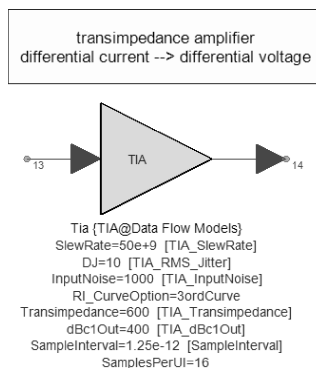 transimpedance amplifier
differential current --> differential voltage
TIA
13
14
Tia {TIA@Data Flow Models}
SlewRate=50e+9 [TIA_SlewRate]
DJ=10 [TIA_RMS_Jitter]
InputNoise=1000 [TIA_InputNoise]
RI_CurveOption=3ordCurve
Transimpedance=600 [TIA_Transimpedance]
dBc1Out=400 [TIA_dBc1Out]
SampleInterval=1.25e-12 [SampleInterval]
SamplesPerUI=16